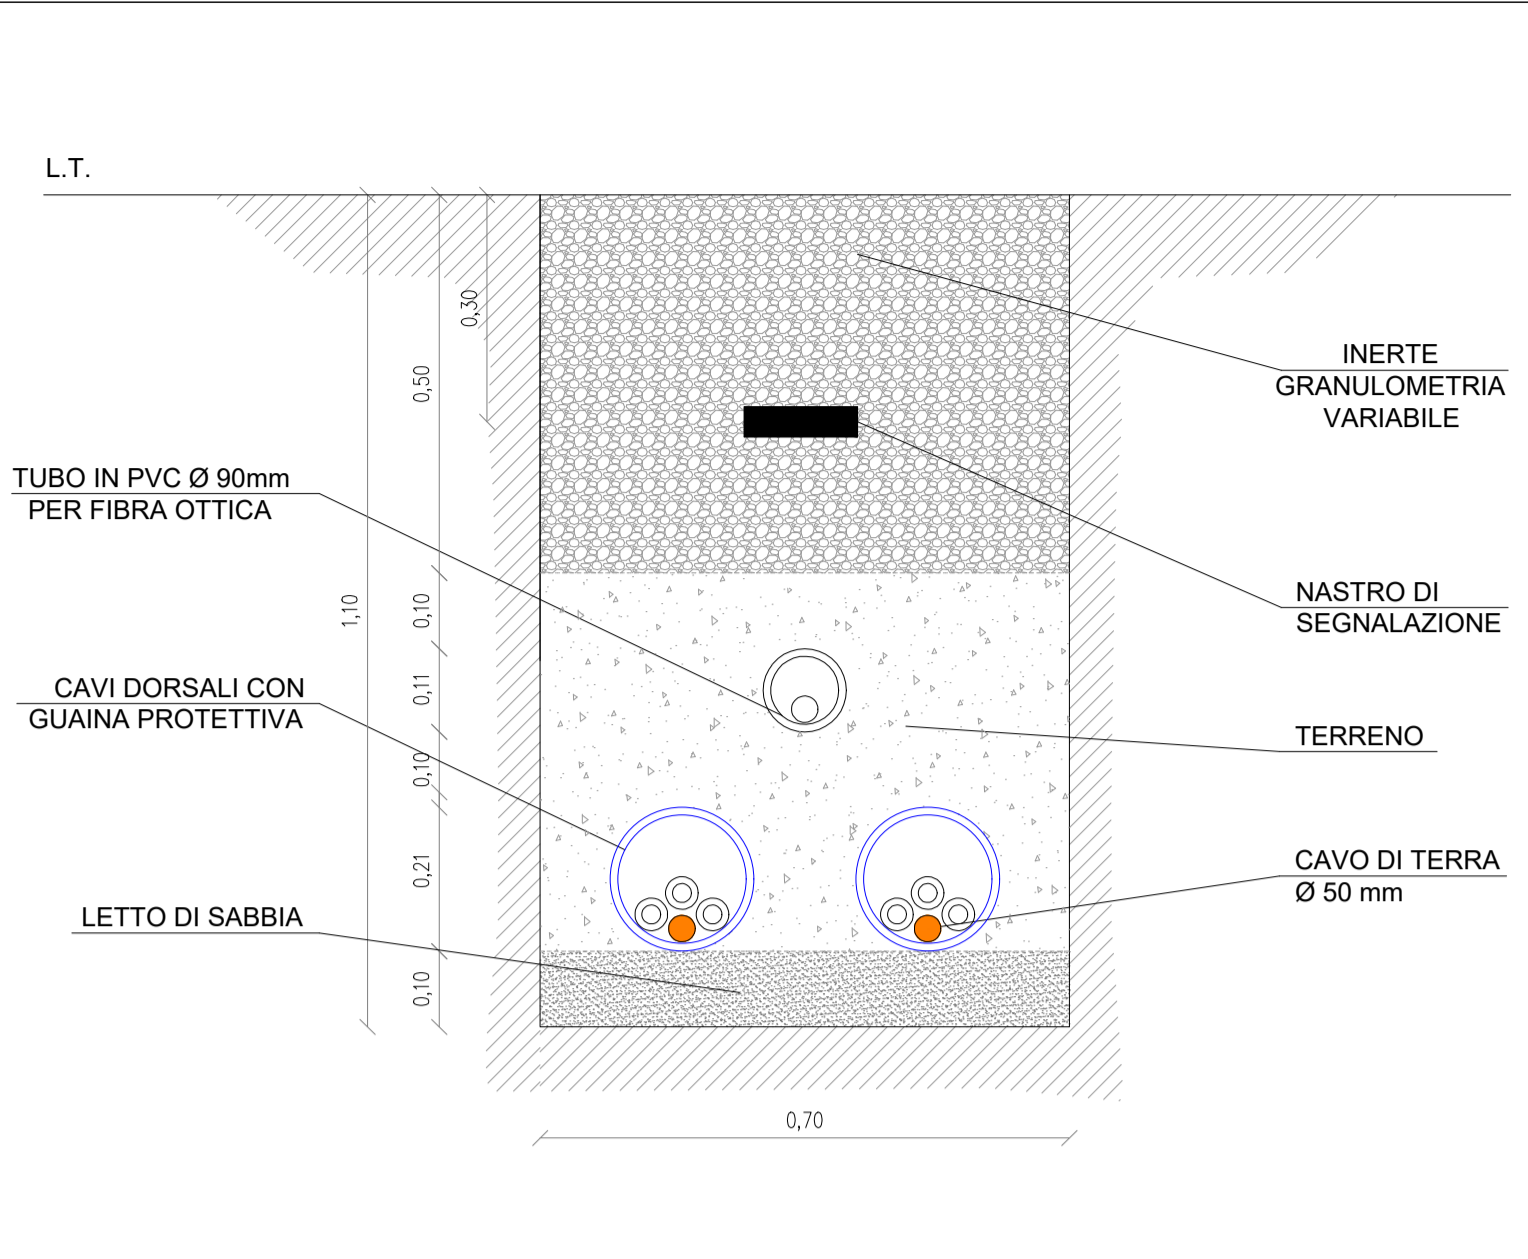 L.T.
0,30
0,50
INERTE
GRANULOMETRIA
VARIABILE
TUBO IN PVC Ø 90mm
PER FIBRA OTTICA
NASTRO DI
SEGNALAZIONE
1,10
0,10
0,11
CAVI DORSALI CON
GUAINA PROTETTIVA
TERRENO
0,10
0,21
CAVO DI TERRA
Ø 50 mm
LETTO DI SABBIA
0,10
0,70